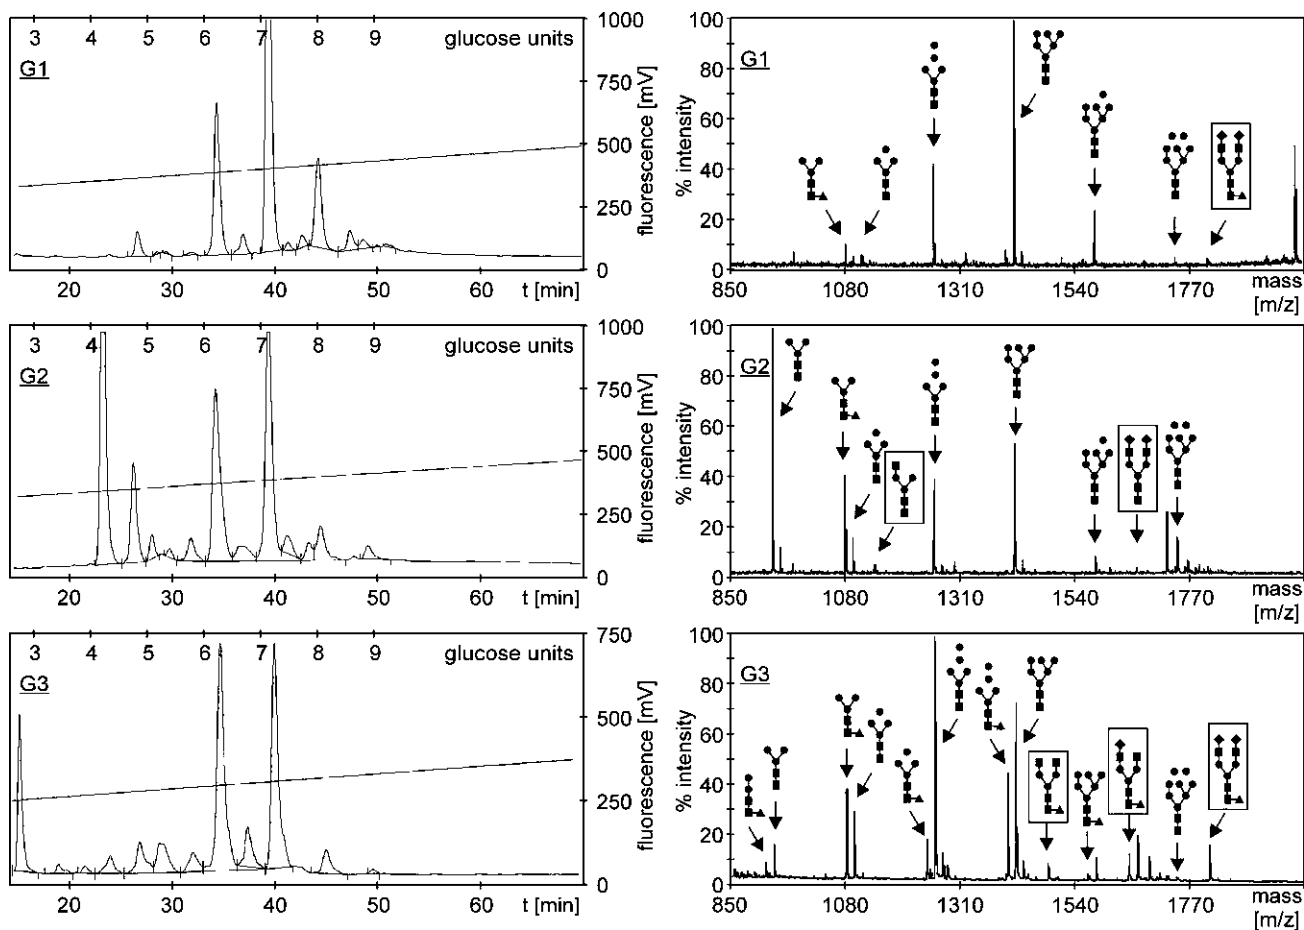 3 4 5 6 7 8 9 glucose units
G1
1000
750
500
250
0
fluorescence [mV]
20 30 40 50 60 t [min]
100
80
60
40
20
0
% intensity
G1
850 1080 1310 1540 1770 mass
[m/z]
3 4 5 6 7 8 9 glucose units
G2
1000
750
500
250
0
fluorescence [mV]
20 30 40 50 60 t [min]
100
80
60
40
20
0
% intensity
G2
850 1080 1310 1540 1770 mass
[m/z]
3 4 5 6 7 8 9 glucose units
G3
750
500
250
0
fluorescence [mV]
20 30 40 50 60 t [min]
100
80
60
40
20
0
% intensity
G3
850 1080 1310 1540 1770 mass
[m/z]